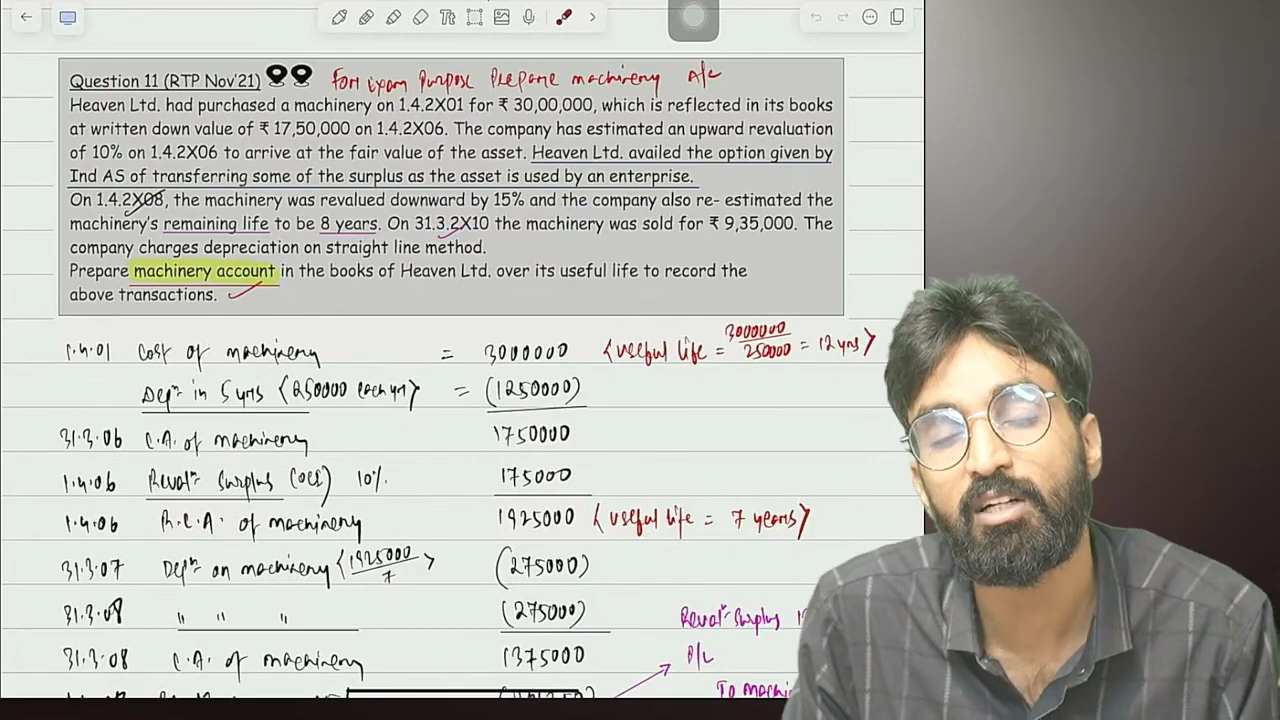 Question 11 (RTP Nov'21) For Exam Purpose Prepare machinery A/c
Heaven Ltd. had purchased a machinery on 1.4.2X01 for ₹ 30,00,000, which is reflected in its books
at written down value of ₹ 17,50,000 on 1.4.2X06. The company has estimated an upward revaluation
of 10% on 1.4.2X06 to arrive at the fair value of the asset. Heaven Ltd. availed the option given by
Ind AS of transferring some of the surplus as the asset is used by an enterprise.
On 1.4.2X08, the machinery was revalued downward by 15% and the company also re- estimated the
machinery's remaining life to be 8 years. On 31.3.2X10 the machinery was sold for ₹ 9,35,000. The
company charges depreciation on straight line method.
Prepare machinery account in the books of Heaven Ltd. over its useful life to record the
above transactions.
1.4.01 Cost of machinery = 3000000 <useful life = 3000000/250000 = 12 yrs>
Depn in 5 yrs <250000 each yr> = (1250000)
31.3.06 C.A. of machinery 1750000
1.4.06 Revaln Surplus (OCI) 10% 175000
1.4.06 R.C.A. of machinery 1925000 <useful life = 7 years>
31.3.07 Depn on machinery <1925000/7> (275000)
31.3.08 " " " (275000)
Revaln Surplus
31.3.08 C.A. of machinery 1375000
A/c
To machin